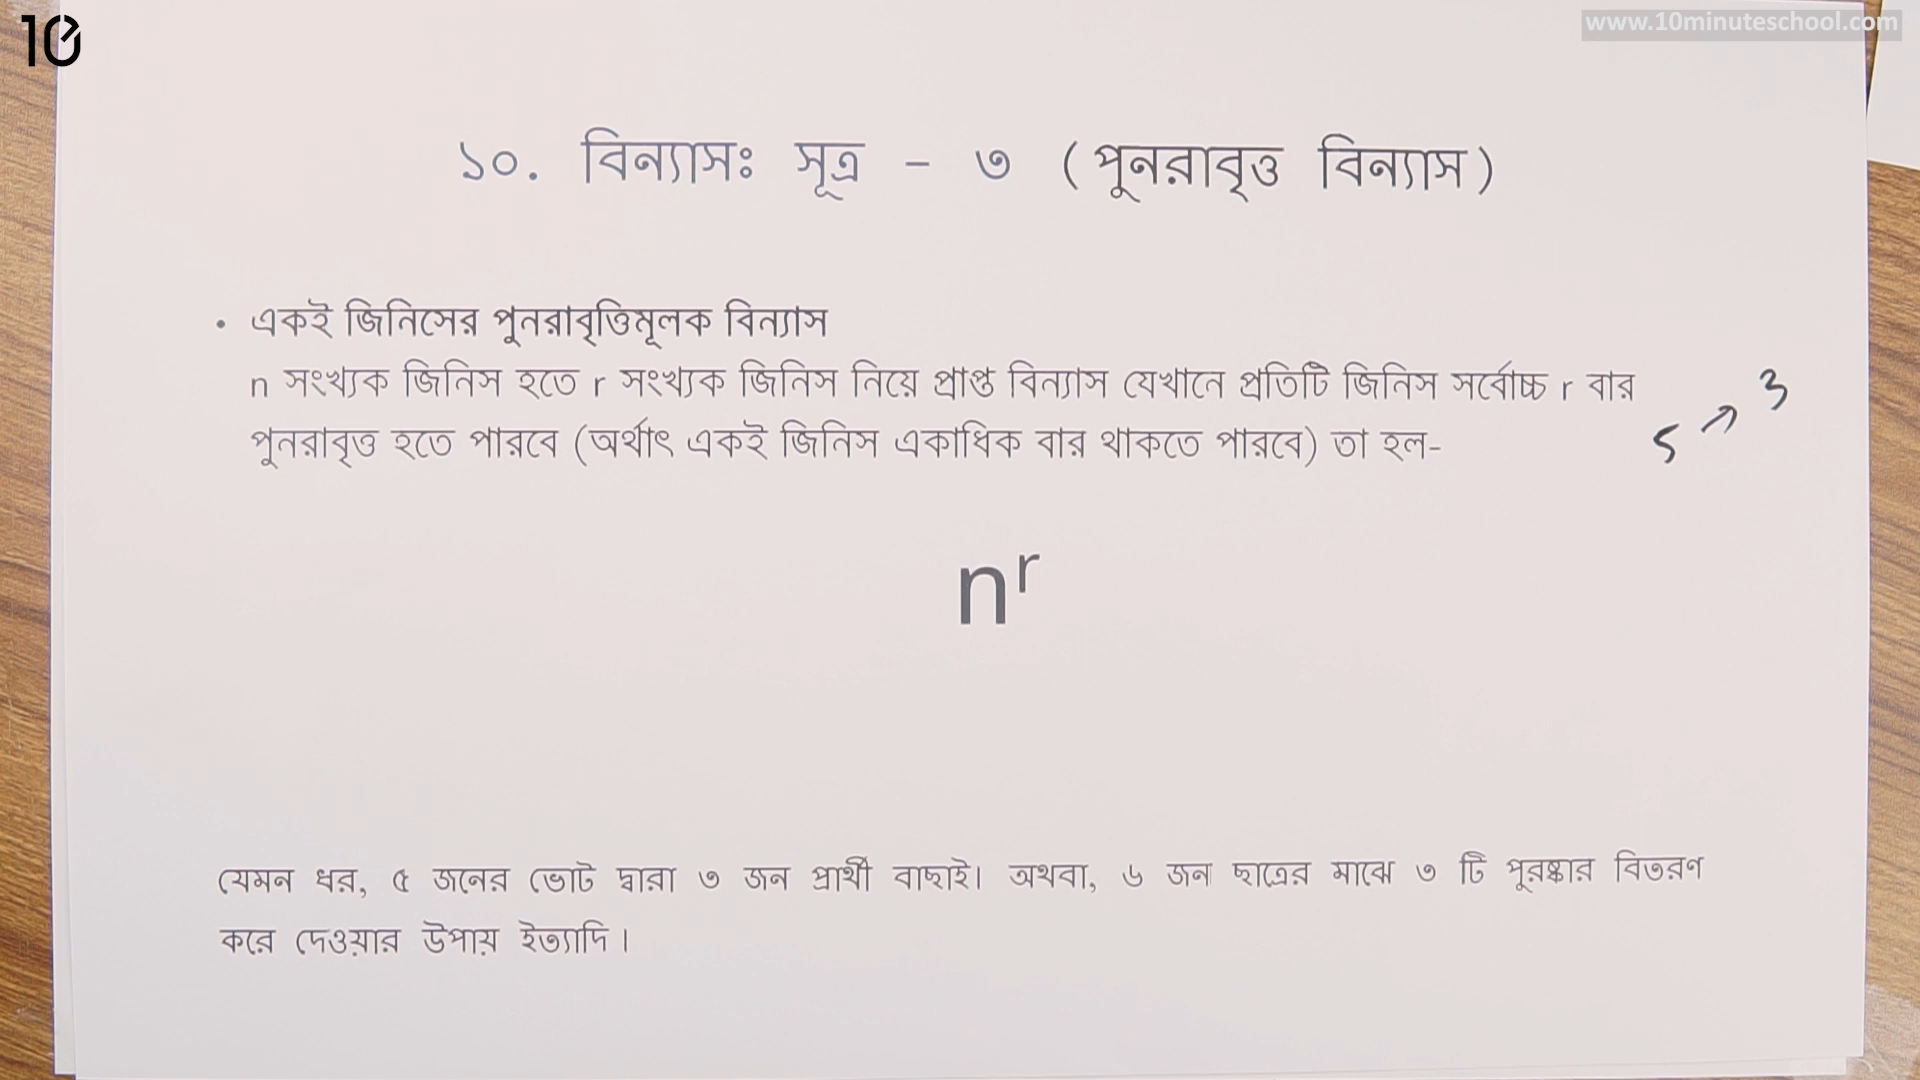 10
www.10minuteschool.com
১০. বিন্যাসঃ সূত্র - ৩ (পুনরাবৃত্ত বিন্যাস)
• একই জিনিসের পুনরাবৃত্তিমূলক বিন্যাস
n সংখ্যক জিনিস হতে r সংখ্যক জিনিস নিয়ে প্রাপ্ত বিন্যাস যেখানে প্রতিটি জিনিস সর্বোচ্চ r বার
পুনরাবৃত্ত হতে পারবে (অর্থাৎ একই জিনিস একাধিক বার থাকতে পারবে) তা হল-
5 ↗ 3
nʳ
যেমন ধর, ৫ জনের ভোট দ্বারা ৩ জন প্রার্থী বাছাই। অথবা, ৬ জন ছাত্রের মাঝে ৩ টি পুরষ্কার বিতরণ
করে দেওয়ার উপায় ইত্যাদি।